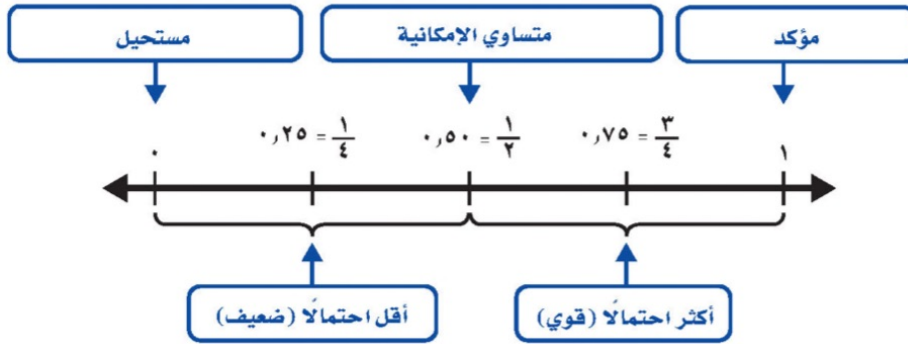 مؤكد
متساوي الإمكانية
مستحيل
٠ ٠,٢٥ = ١/٤ ٠,٥٠ = ١/٢ ٠,٧٥ = ٣/٤ ١
أكثر احتمالًا (قوي)
أقل احتمالًا (ضعيف)